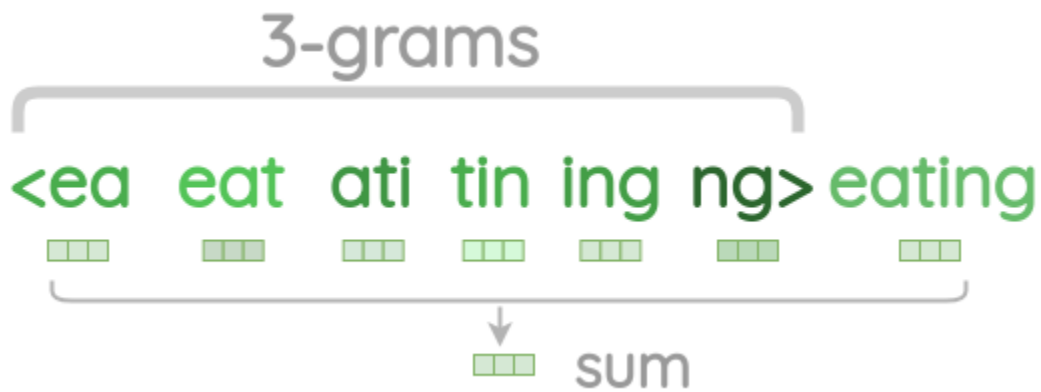 3-grams
<ea eat ati tin ing ng> eating
sum